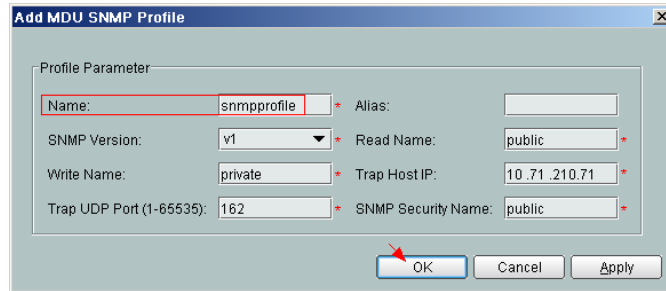 Add MDU SNMP Profile
Profile Parameter
Name: snmpprofile * Alias:
SNMP Version: v1 * Read Name: public *
Write Name: private * Trap Host IP: 10 .71 .210.71 *
Trap UDP Port (1-65535): 162 * SNMP Security Name: public *
OK Cancel Apply